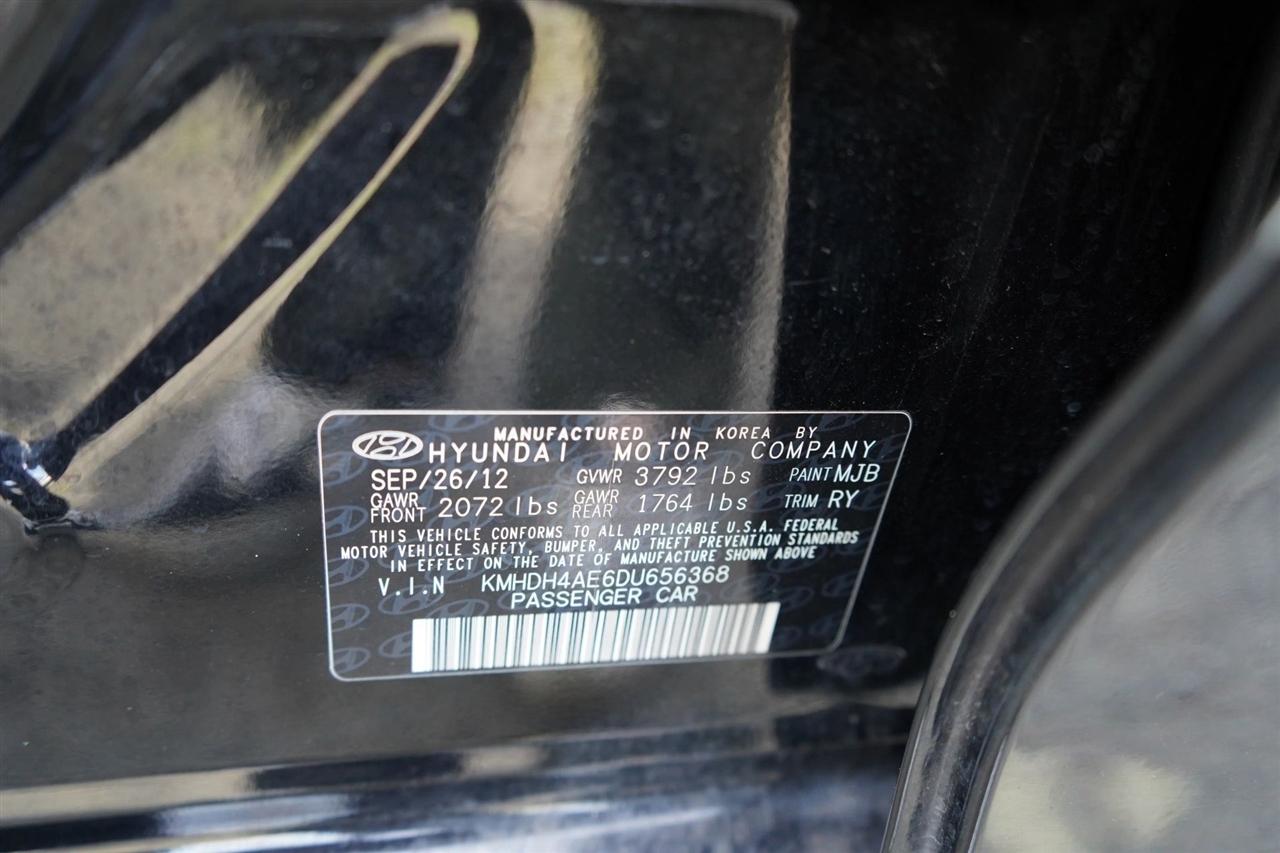 MANUFACTURED IN KOREA BY
HYUNDAI MOTOR COMPANY
SEP/26/12 GVWR 3792 lbs PAINT MJB
GAWR FRONT 2072 lbs GAWR REAR 1764 lbs TRIM RY
THIS VEHICLE CONFORMS TO ALL APPLICABLE U.S.A. FEDERAL
MOTOR VEHICLE SAFETY, BUMPER, AND THEFT PREVENTION STANDARDS
IN EFFECT ON THE DATE OF MANUFACTURE SHOWN ABOVE
V.I.N KMHDH4AE6DU656368
PASSENGER CAR